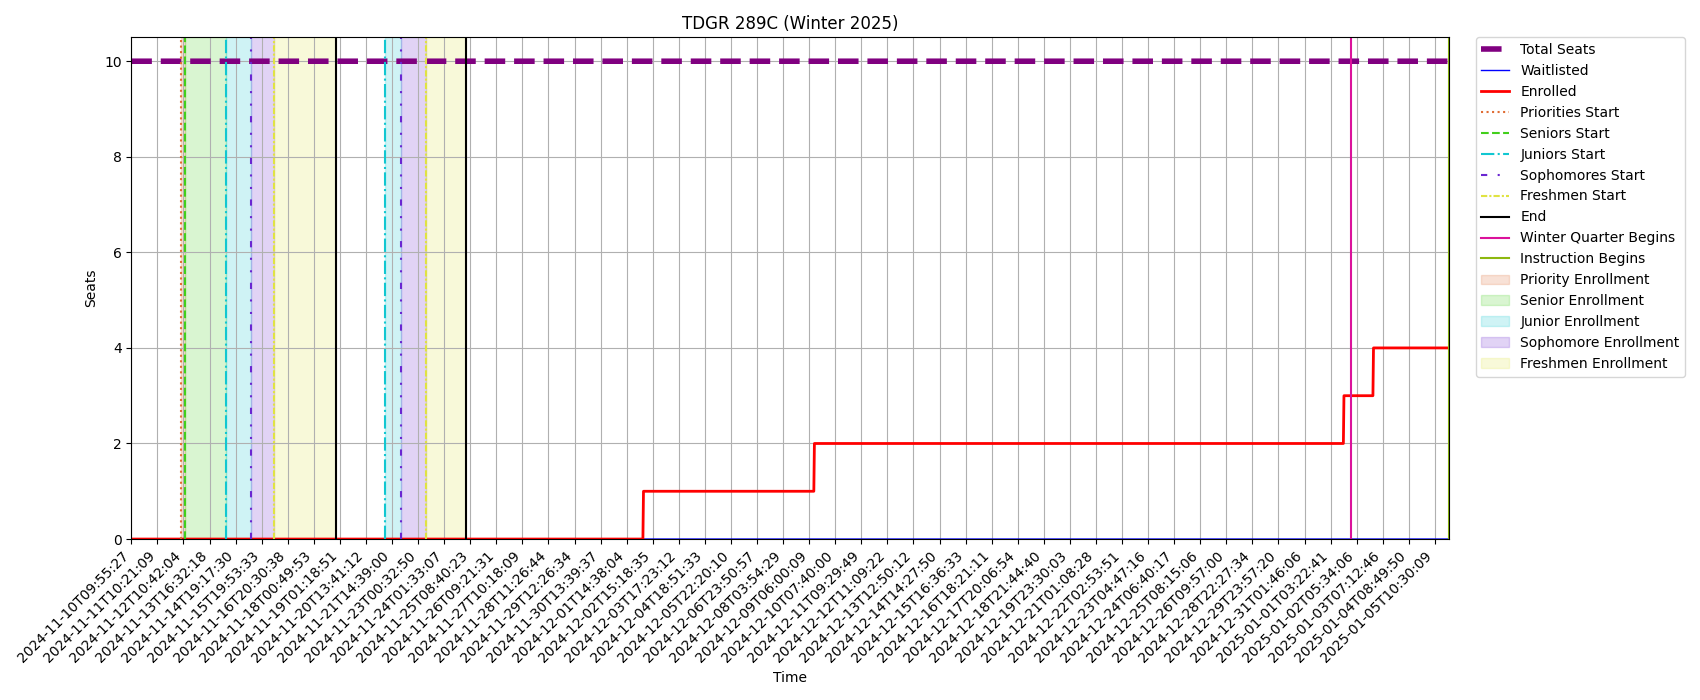 TDGR 289C (Winter 2025)
Seats
10
8
6
4
2
0
2024-11-10T09:55:27
2024-11-11T10:21:09
2024-11-12T10:42:04
2024-11-13T16:32:18
2024-11-14T19:17:30
2024-11-15T19:53:33
2024-11-16T20:30:38
2024-11-18T00:49:53
2024-11-19T01:18:51
2024-11-20T13:41:12
2024-11-21T14:39:00
2024-11-22T20:32:50
2024-11-24T01:33:07
2024-11-25T08:40:23
2024-11-26T09:21:31
2024-11-27T10:18:09
2024-11-28T11:26:44
2024-11-29T12:26:34
2024-11-30T13:39:37
2024-12-01T14:38:04
2024-12-02T15:18:35
2024-12-03T17:23:12
2024-12-04T18:51:33
2024-12-05T22:20:10
2024-12-06T23:50:57
2024-12-08T03:54:29
2024-12-09T06:00:09
2024-12-10T07:40:00
2024-12-11T09:29:49
2024-12-12T11:09:22
2024-12-13T12:50:12
2024-12-14T14:27:50
2024-12-15T16:36:33
2024-12-16T18:21:11
2024-12-17T20:06:54
2024-12-18T21:44:40
2024-12-19T23:30:03
2024-12-21T01:08:28
2024-12-22T02:53:51
2024-12-23T04:47:16
2024-12-24T06:40:17
2024-12-25T08:15:06
2024-12-26T09:57:00
2024-12-28T22:27:34
2024-12-29T23:57:20
2024-12-31T01:46:06
2025-01-01T03:22:41
2025-01-02T05:34:06
2025-01-03T07:12:46
2025-01-04T08:49:50
2025-01-05T10:30:09
Time
Total Seats
Waitlisted
Enrolled
Priorities Start
Seniors Start
Juniors Start
Sophomores Start
Freshmen Start
End
Winter Quarter Begins
Instruction Begins
Priority Enrollment
Senior Enrollment
Junior Enrollment
Sophomore Enrollment
Freshmen Enrollment